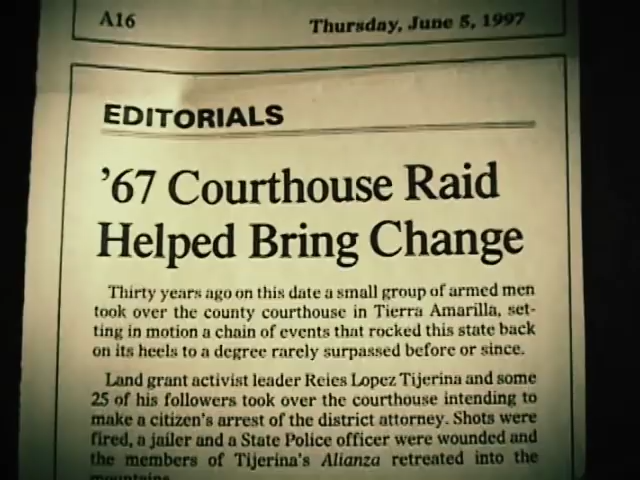 A16
Thursday, June 5, 1997
EDITORIALS
'67 Courthouse Raid
Helped Bring Change
Thirty years ago on this date a small group of armed men
took over the county courthouse in Tierra Amarilla, set-
ting in motion a chain of events that rocked this state back
on its heels to a degree rarely surpassed before or since.
Land grant activist leader Reies Lopez Tijerina and some
25 of his followers took over the courthouse intending to
make a citizen's arrest of the district attorney. Shots were
fired, a jailer and a State Police officer were wounded and
the members of Tijerina's Alianza retreated into the
mountains.